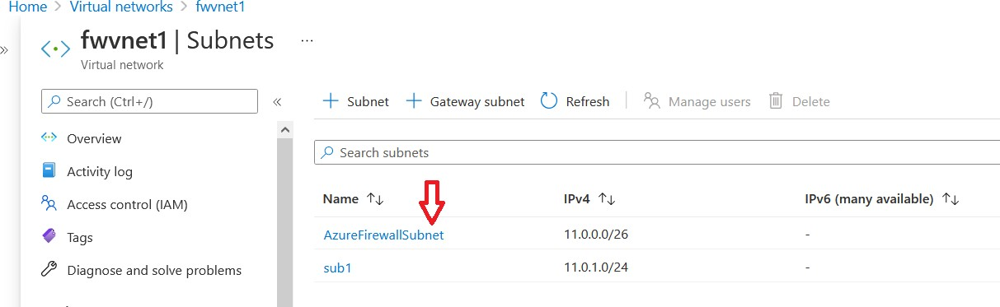 Home > Virtual networks > fwvnet1
fwvnet1 | Subnets ...
Virtual network
Search (Ctrl+/)
Subnet
Gateway subnet
Refresh
Manage users
Delete
Overview
Activity log
Access control (IAM)
Tags
Diagnose and solve problems
Search subnets
Name IPv4 IPv6 (many available)
AzureFirewallSubnet 11.0.0.0/26 -
sub1 11.0.1.0/24 -